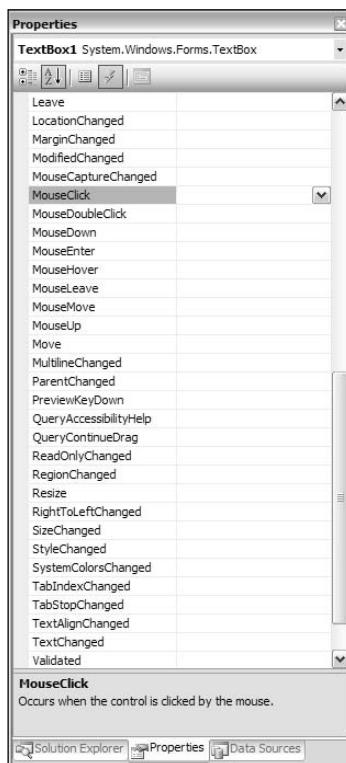 Properties
TextBox1 System.Windows.Forms.TextBox
Leave
LocationChanged
MarginChanged
ModifiedChanged
MouseCaptureChanged
MouseClick
MouseDoubleClick
MouseDown
MouseEnter
MouseHover
MouseLeave
MouseMove
MouseUp
Move
MultilineChanged
ParentChanged
PreviewKeyDown
QueryAccessibilityHelp
QueryContinueDrag
ReadOnlyChanged
RegionChanged
Resize
RightToLeftChanged
SizeChanged
StyleChanged
SystemColorsChanged
TabIndexChanged
TabStopChanged
TextAlignChanged
TextChanged
Validated
MouseClick
Occurs when the control is clicked by the mouse.
Solution Explorer Properties Data Sources